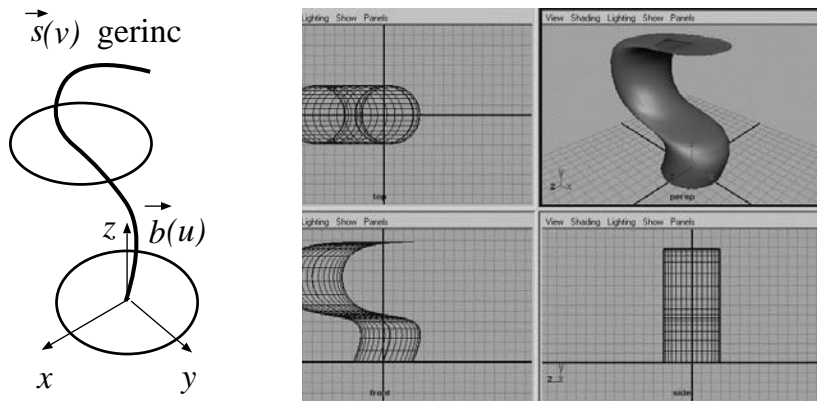 s(v) gerinc
z
b(u)
x
y
Lighting Show Panels
top
View Shading Lighting Show Panels
y
z x
persp
Lighting Show Panels
front
View Shading Lighting Show Panels
y
z
side